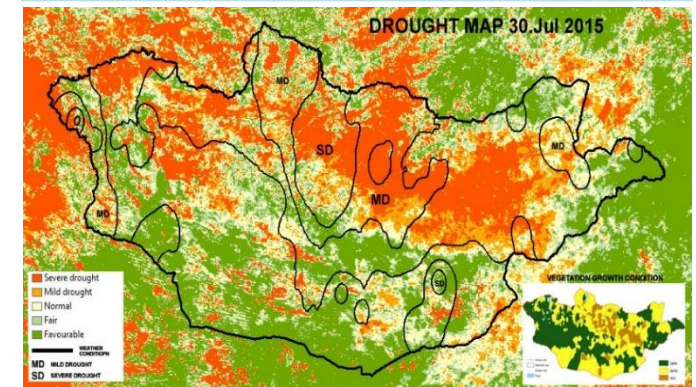 DROUGHT MAP 30.Jul 2015
MD
SD
MD
MD
MD
SD
Severe drought
Mild drought
Normal
Fair
Favourable
WEATHER
CONDITIOPN
MD MILD DROUGHT
SD SEVERE DROUGHT
VEGETATION GROWTH CONDITION